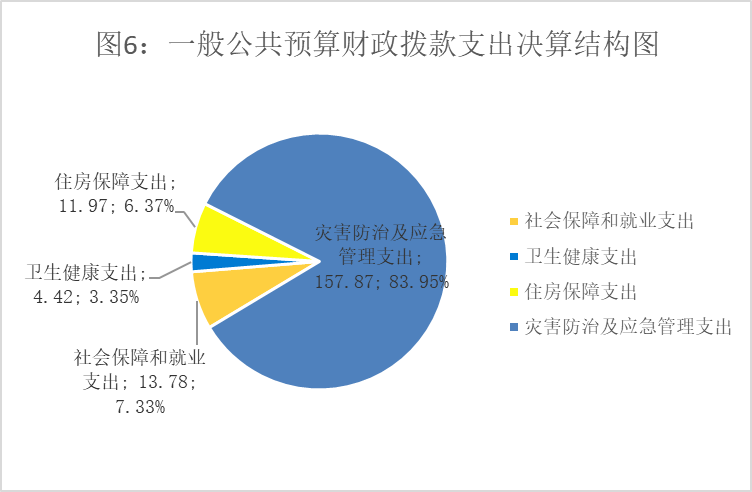 图6：一般公共预算财政拨款支出决算结构图
住房保障支出;
11.97; 6.37%
卫生健康支出;
4.42; 3.35%
社会保障和就业
支出; 13.78;
7.33%
灾害防治及应急
管理支出;
157.87; 83.95%
社会保障和就业支出
卫生健康支出
住房保障支出
灾害防治及应急管理支出